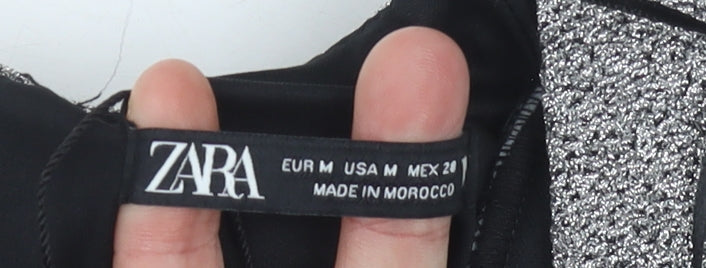 ZARA
EUR M USA M MEX 28
MADE IN MOROCCO